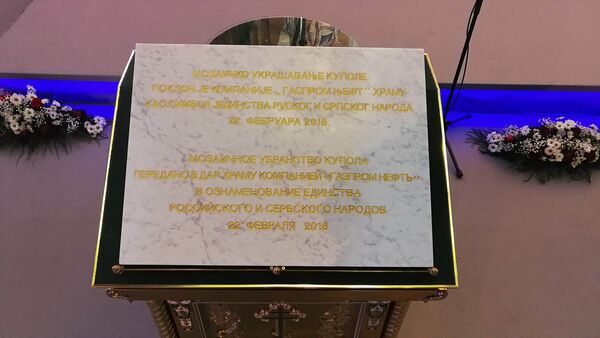 МОЗАИЧКО УКРАШАВАЊЕ КУПОЛЕ
ПОКЛОН ЈЕ КОМПАНИЈЕ ,, ГАСПРОМ ЊЕФТ '' ХРАМУ
КАО СИМБОЛ ЈЕДИНСТВА РУСКОГ И СРПСКОГ НАРОДА
22. ФЕБРУАРА 2018.
МОЗАИЧНОЕ УБРАНСТВО КУПОЛА
ПЕРЕДАНО В ДАР ХРАМУ КОМПАНИЕЙ «ГАЗПРОМ НЕФТЬ»
В ОЗНАМЕНОВАНИЕ ЕДИНСТВА
РОССИЙСКОГО И СЕРБСКОГО НАРОДОВ
22. ФЕВРАЛЯ 2018